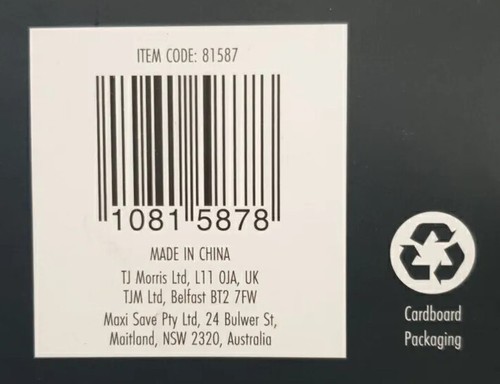 ITEM CODE: 81587
1081 5878
MADE IN CHINA
TJ Morris Ltd, L11 0JA, UK
TJM Ltd, Belfast BT2 7FW
Maxi Save Pty Ltd, 24 Bulwer St,
Maitland, NSW 2320, Australia
Cardboard
Packaging